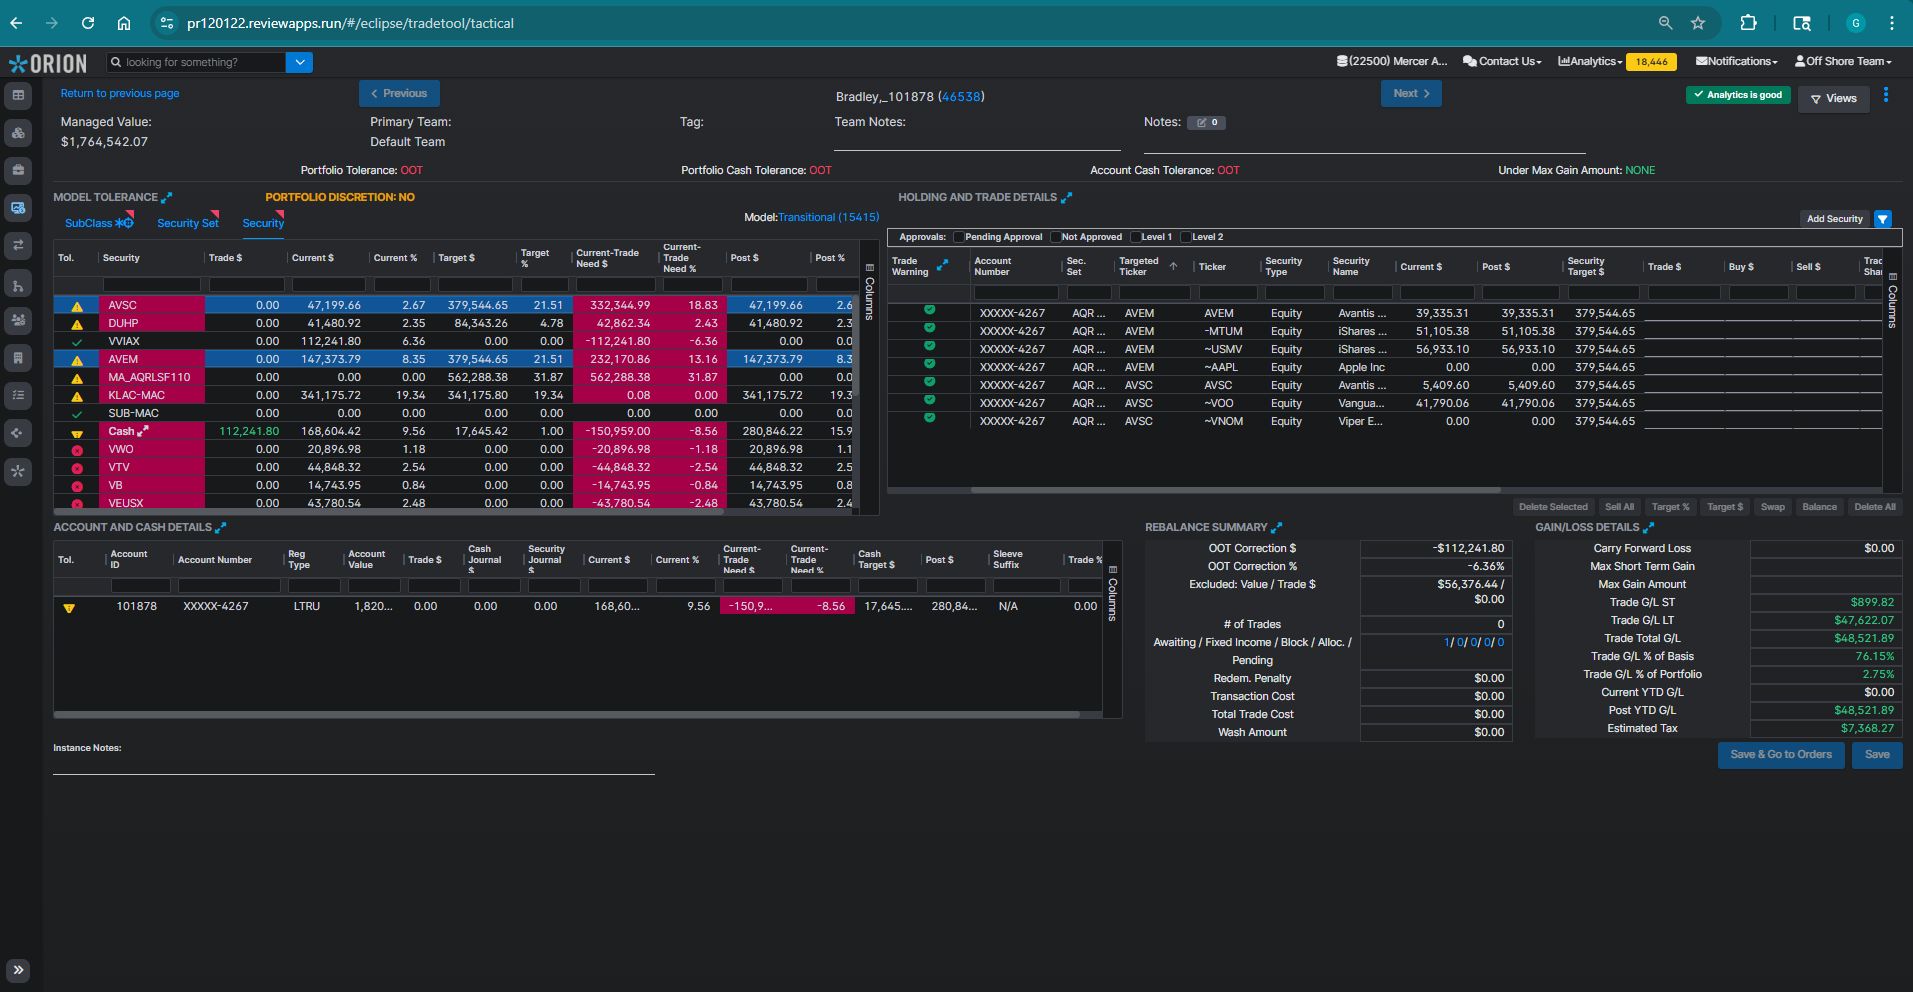 pr120122.reviewapps.run/#/eclipse/tradetool/tactical
G
ORION
looking for something?
(22500) Mercer A...
Contact Us
Analytics
18,446
Notifications
Off Shore Team
Return to previous page
Previous
Bradley,_101878 (46538)
Next
Analytics is good
Views
Managed Value:
Primary Team:
Tag:
Team Notes:
Notes: 0
$1,764,542.07
Default Team
Portfolio Tolerance: OOT
Portfolio Cash Tolerance: OOT
Account Cash Tolerance: OOT
Under Max Gain Amount: NONE
MODEL TOLERANCE
PORTFOLIO DISCRETION: NO
SubClass
Security Set
Security
Model:Transitional (15415)
Tol. Security Trade $ Current $ Current % Target $ Target % Current-Trade Need $ Current-Trade Need % Post $ Post %
AVSC 0.00 47,199.66 2.67 379,544.65 21.51 332,344.99 18.83 47,199.66 2.6
DUHP 0.00 41,480.92 2.35 84,343.26 4.78 42,862.34 2.43 41,480.92 2.3
VVIAX 0.00 112,241.80 6.36 0.00 0.00 -112,241.80 -6.36 0.00 0.0
AVEM 0.00 147,373.79 8.35 379,544.65 21.51 232,170.86 13.16 147,373.79 8.3
MA_AQRLSF110 0.00 0.00 0.00 562,288.38 31.87 562,288.38 31.87 0.00 0.0
KLAC-MAC 0.00 341,175.72 19.34 341,175.80 19.34 0.08 0.00 341,175.72 19.3
SUB-MAC 0.00 0.00 0.00 0.00 0.00 0.00 0.00 0.00 0.0
Cash 112,241.80 168,604.42 9.56 17,645.42 1.00 -150,959.00 -8.56 280,846.22 15.9
VWO 0.00 20,896.98 1.18 0.00 0.00 -20,896.98 -1.18 20,896.98 1.1
VTV 0.00 44,848.32 2.54 0.00 0.00 -44,848.32 -2.54 44,848.32 2.5
VB 0.00 14,743.95 0.84 0.00 0.00 -14,743.95 -0.84 14,743.95 0.8
VEUSX 0.00 43,780.54 2.48 0.00 0.00 -43,780.54 -2.48 43,780.54 2.4
Columns
HOLDING AND TRADE DETAILS
Add Security
Approvals: Pending Approval Not Approved Level 1 Level 2
Trade Warning Account Number Sec. Set Targeted Ticker Ticker Security Type Security Name Current $ Post $ Security Target $ Trade $ Buy $ Sell $ Trad Shar
XXXXX-4267 AQR ... AVEM AVEM Equity Avantis ... 39,335.31 39,335.31 379,544.65
XXXXX-4267 AQR ... AVEM ~MTUM Equity iShares ... 51,105.38 51,105.38 379,544.65
XXXXX-4267 AQR ... AVEM ~USMV Equity iShares ... 56,933.10 56,933.10 379,544.65
XXXXX-4267 AQR ... AVEM ~AAPL Equity Apple Inc 0.00 0.00 379,544.65
XXXXX-4267 AQR ... AVSC AVSC Equity Avantis ... 5,409.60 5,409.60 379,544.65
XXXXX-4267 AQR ... AVSC ~VOO Equity Vangua... 41,790.06 41,790.06 379,544.65
XXXXX-4267 AQR ... AVSC ~VNOM Equity Viper E... 0.00 0.00 379,544.65
Columns
Delete Selected Sell All Target % Target $ Swap Balance Delete All
ACCOUNT AND CASH DETAILS
Tol. Account ID Account Number Reg Type Account Value Trade $ Cash Journal $ Security Journal $ Current $ Current % Current-Trade Need $ Current-Trade Need % Cash Target $ Post $ Sleeve Suffix Trade %
101878 XXXXX-4267 LTRU 1,820... 0.00 0.00 0.00 168,60... 9.56 -150,9... -8.56 17,645.... 280,84... N/A 0.00
Columns
REBALANCE SUMMARY
OOT Correction $ -$112,241.80
OOT Correction % -6.36%
Excluded: Value / Trade $ $56,376.44 /
$0.00
# of Trades 0
Awaiting / Fixed Income / Block / Alloc. / 1/ 0/ 0/ 0/ 0
Pending
Redem. Penalty $0.00
Transaction Cost $0.00
Total Trade Cost $0.00
Wash Amount $0.00
GAIN/LOSS DETAILS
Carry Forward Loss $0.00
Max Short Term Gain
Max Gain Amount
Trade G/L ST $899.82
Trade G/L LT $47,622.07
Trade Total G/L $48,521.89
Trade G/L % of Basis 76.15%
Trade G/L % of Portfolio 2.75%
Current YTD G/L $0.00
Post YTD G/L $48,521.89
Estimated Tax $7,368.27
Instance Notes:
Save & Go to Orders
Save